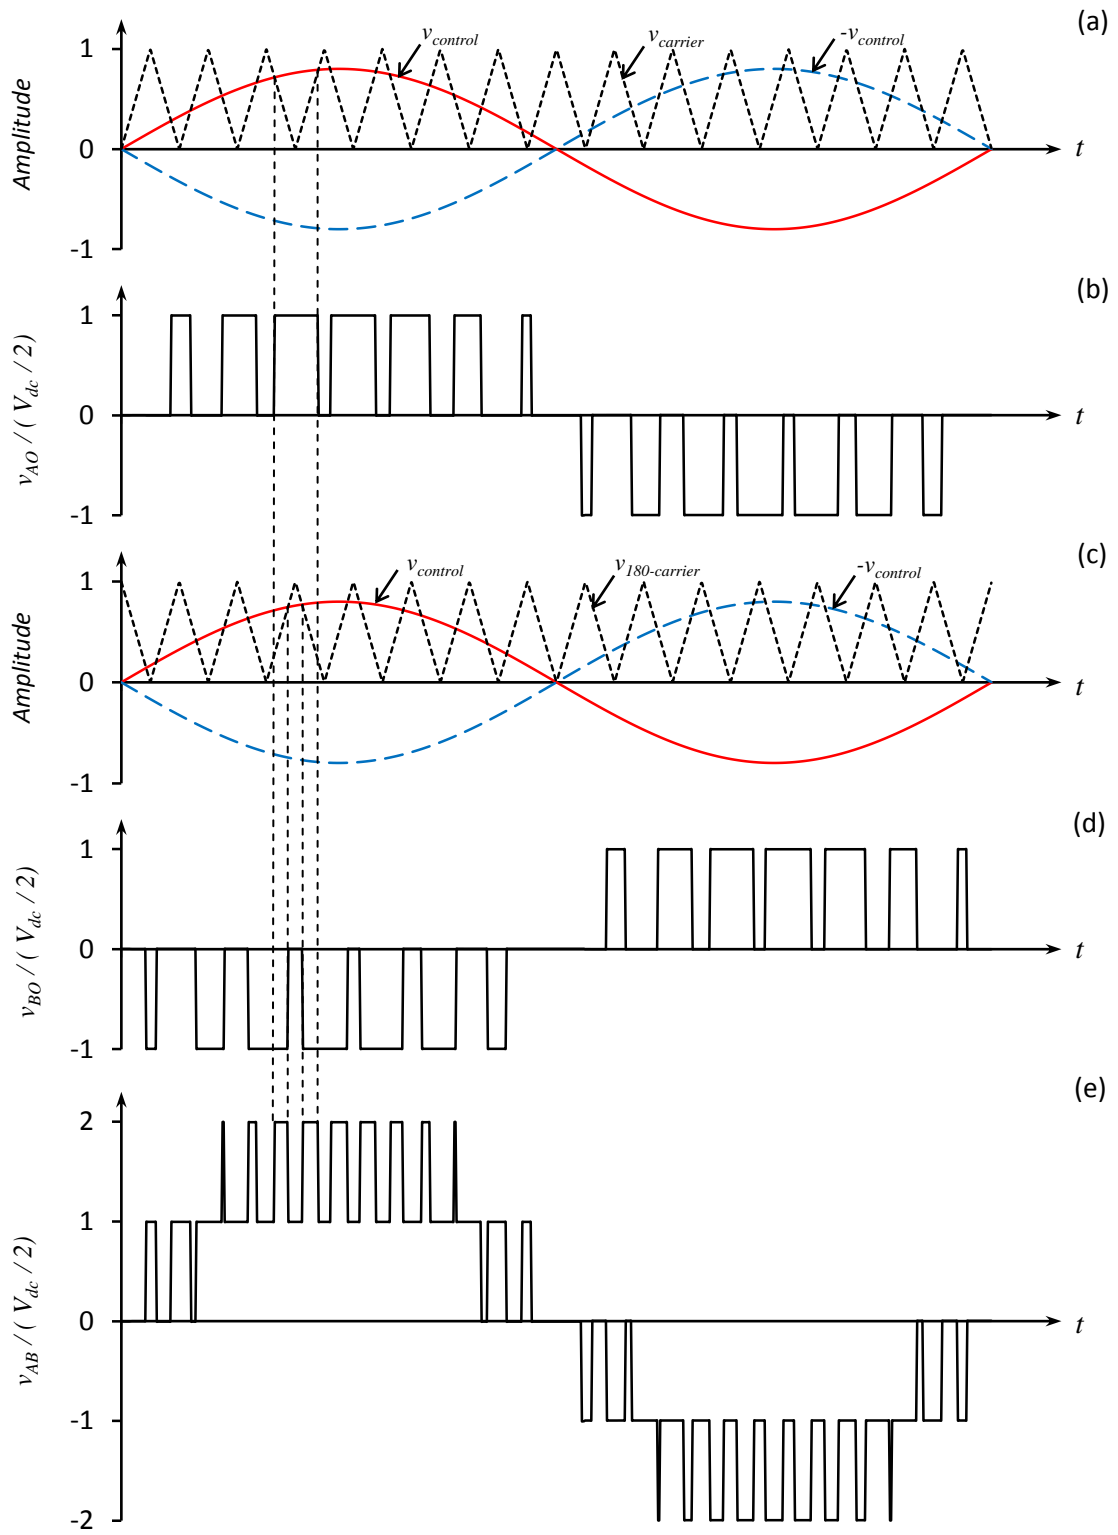 (a)
v_control
v_carrier
-v_control
1
0
-1
Amplitude
t
(b)
1
0
-1
v_AO / ( V_dc / 2 )
t
(c)
v_control
v_180-carrier
-v_control
1
0
-1
Amplitude
t
(d)
1
0
-1
v_BO / ( V_dc / 2 )
t
(e)
2
1
0
-1
-2
v_AB / ( V_dc / 2 )
t